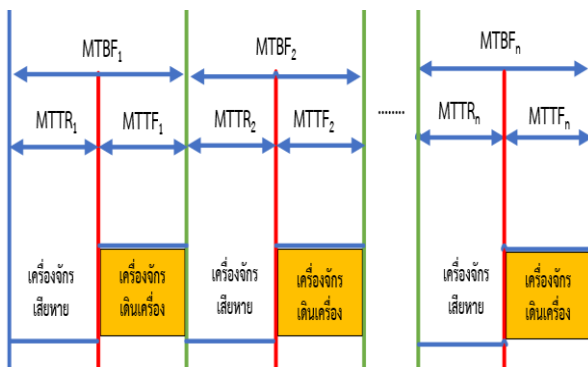 MTBF₁ MTBF₂ MTBFₙ
MTTR₁ MTTF₁ MTTR₂ MTTF₂ ........ MTTRₙ MTTFₙ
เครื่องจักร เครื่องจักร เครื่องจักร เครื่องจักร เครื่องจักร เครื่องจักร
เสียหาย เดินเครื่อง เสียหาย เดินเครื่อง เสียหาย เดินเครื่อง